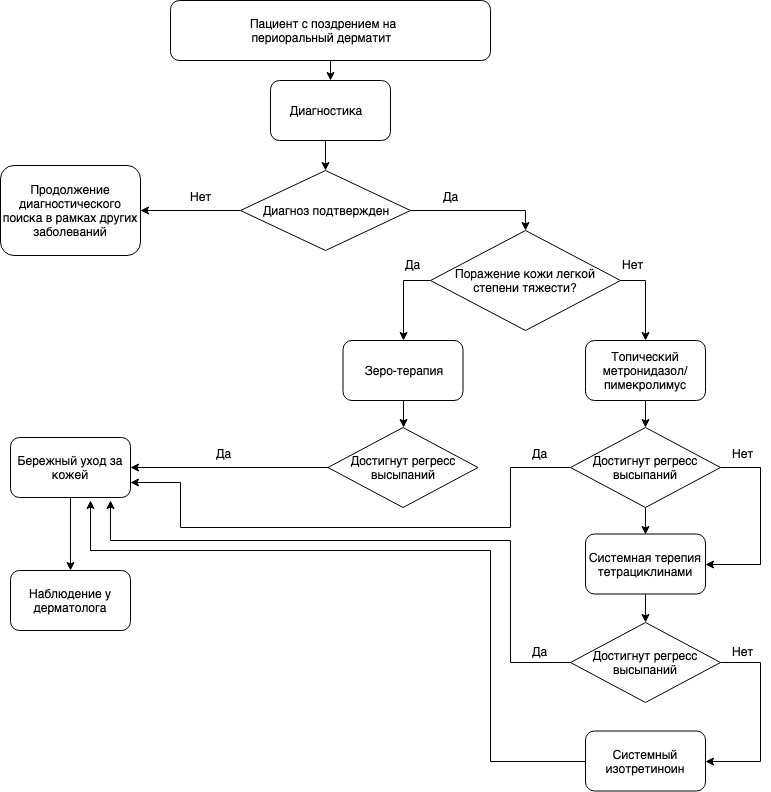 Пациент с поздрением на
периоральный дерматит
Диагностика
Продолжение
диагностического
поиска в рамках других
заболеваний
Нет
Диагноз подтвержден
Да
Да
Поражение кожи легкой
степени тяжести?
Нет
Зеро-терапия
Топический
метронидазол/
пимекролимус
Бережный уход за
кожей
Да
Достигнут регресс
высыпаний
Да
Достигнут регресс
высыпаний
Нет
Системная терапия
тетрациклинами
Наблюдение у
дерматолога
Да
Достигнут регресс
высыпаний
Нет
Системный
изотретиноин